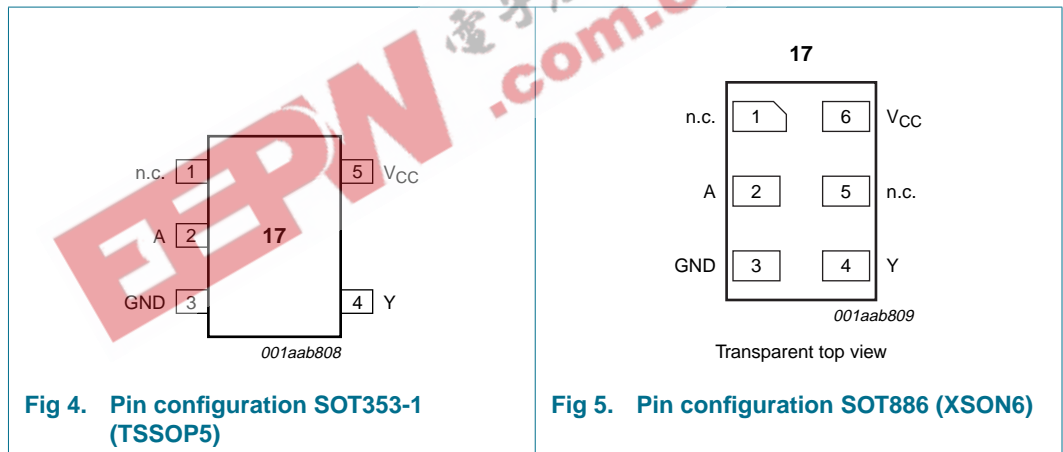 17
n.c. 1
5 VCC
A 2
17
GND 3
4 Y
001aab808
Fig 4. Pin configuration SOT353-1
(TSSOP5)
17
n.c. 1
6 VCC
A 2
5 n.c.
GND 3
4 Y
001aab809
Transparent top view
Fig 5. Pin configuration SOT886 (XSON6)
EEPW
.com.c